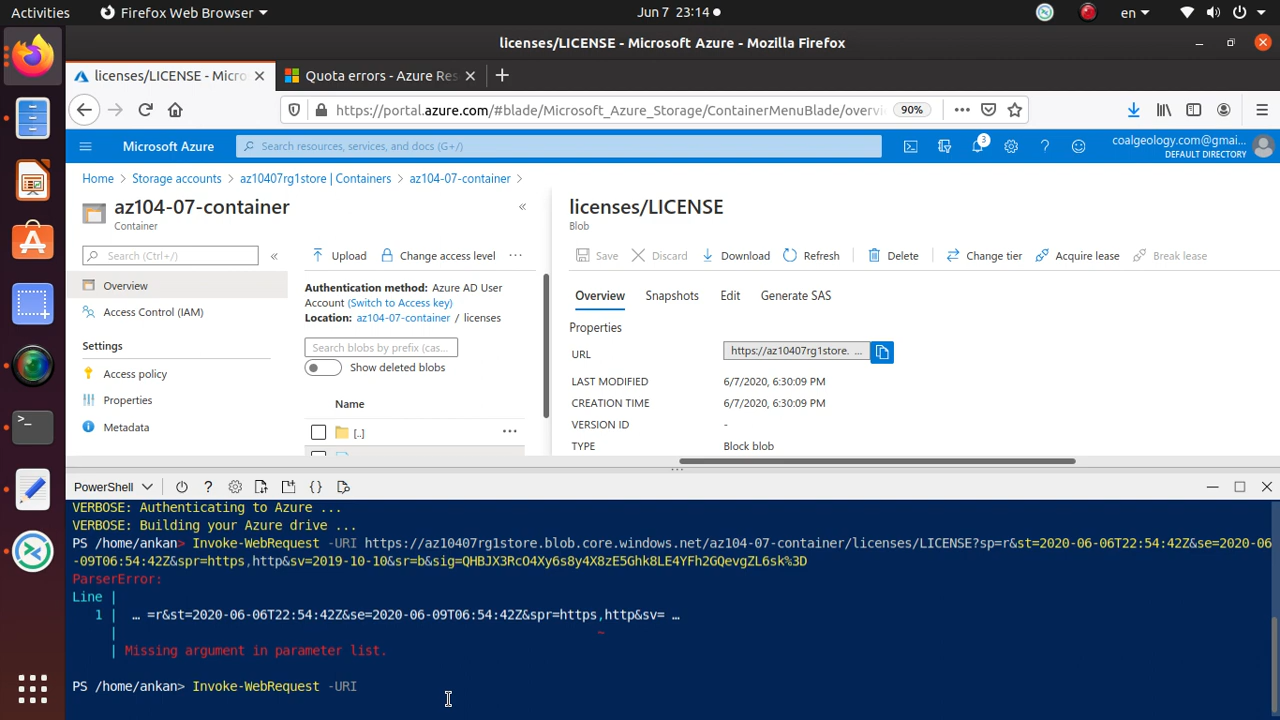 Activities Firefox Web Browser Jun 7 23:14 en
licenses/LICENSE - Microsoft Azure - Mozilla Firefox
licenses/LICENSE - Micro Quota errors - Azure Res
https://portal.azure.com/#blade/Microsoft_Azure_Storage/ContainerMenuBlade/overvi 90%
Microsoft Azure Search resources, services, and docs (G+/) 3 coalgeology.com@gmai...
DEFAULT DIRECTORY
Home > Storage accounts > az10407rg1store | Containers > az104-07-container >
az104-07-container
Container
Search (Ctrl+/)
Overview
Access Control (IAM)
Settings
Access policy
Properties
Metadata
Upload Change access level ...
Authentication method: Azure AD User
Account (Switch to Access key)
Location: az104-07-container / licenses
Search blobs by prefix (cas...
Show deleted blobs
Name
[..]
licenses/LICENSE
Blob
Save Discard Download Refresh Delete Change tier Acquire lease Break lease
Overview Snapshots Edit Generate SAS
Properties
URL https://az10407rg1store. ...
LAST MODIFIED 6/7/2020, 6:30:09 PM
CREATION TIME 6/7/2020, 6:30:09 PM
VERSION ID -
TYPE Block blob
PowerShell
VERBOSE: Authenticating to Azure ...
VERBOSE: Building your Azure drive ...
PS /home/ankan> Invoke-WebRequest -URI https://az10407rg1store.blob.core.windows.net/az104-07-container/licenses/LICENSE?sp=r&st=2020-06-06T22:54:42Z&se=2020-06
-09T06:54:42Z&spr=https,http&sv=2019-10-10&sr=b&sig=QHBJX3RcO4Xy6s8y4X8zE5Ghk8LE4YFh2GQevgZL6sk%3D
ParserError:
Line |
1 | … =r&st=2020-06-06T22:54:42Z&se=2020-06-09T06:54:42Z&spr=https,http&sv= …
| ~
| Missing argument in parameter list.
PS /home/ankan> Invoke-WebRequest -URI